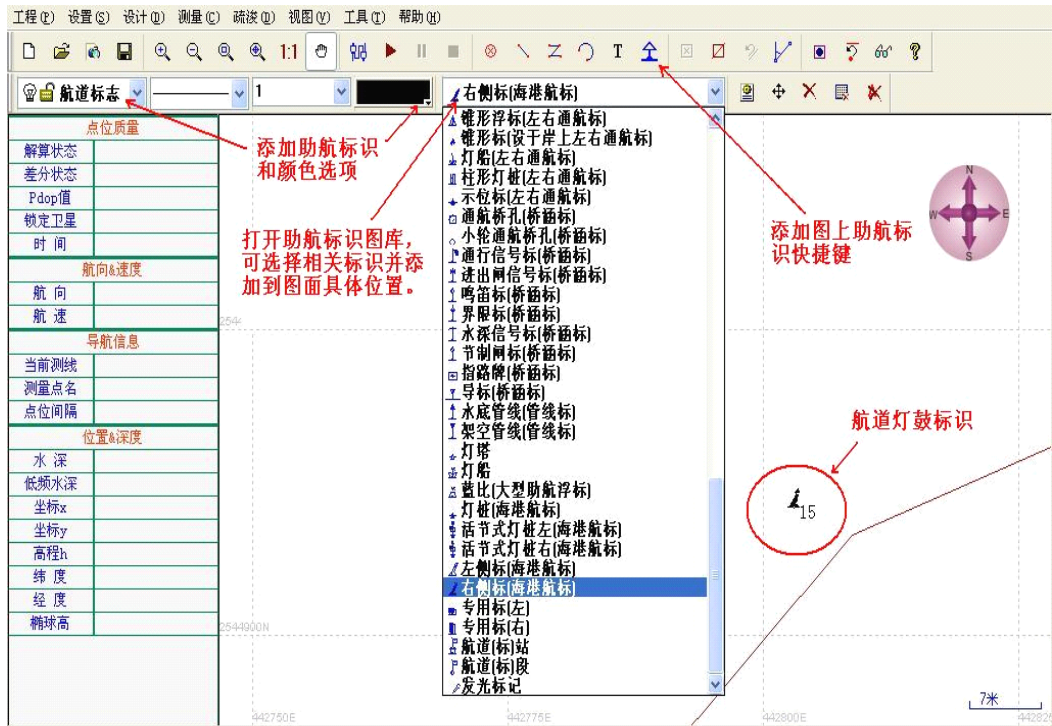 工程(P) 设置(S) 设计(D) 测量(C) 疏浚(D) 视图(V) 工具(T) 帮助(H)
1:1 T
航道标志 1 右侧标(海港航标)
点位质量
解算状态
差分状态
Pdop值
锁定卫星
时 间
航向&速度
航 向
航 速
导航信息
当前测线
测量点名
点位间隔
位置&深度
水 深
低频水深
坐标x
坐标y
高程h
纬 度
经 度
椭球高
添加助航标识
和颜色选项
打开助航标识图库，
可选择相关标识并添
加到图面具体位置。
锥形浮标(左右通航标)
锥形标(设于岸上左右通航标)
灯船(左右通航标)
柱形灯桩(左右通航标)
示位标(左右通航标)
通航桥孔(桥涵标)
小轮通航桥孔(桥涵标)
通行信号标(桥涵标)
进出闸信号标(桥涵标)
鸣笛标(桥涵标)
界限标(桥涵标)
水深信号标(桥涵标)
节制闸标(桥涵标)
指路牌(桥涵标)
导标(桥涵标)
水底管线(管线标)
架空管线(管线标)
灯塔
灯船
蓝比(大型助航浮标)
灯桩(海港航标)
活节式灯桩左(海港航标)
活节式灯桩右(海港航标)
左侧标(海港航标)
右侧标(海港航标)
专用标(左)
专用标(右)
航道(标)站
航道(标)段
发光标记
添加图上助航标
识快捷键
N
W E
S
航道灯鼓标识
15
2544
2544900N
7米
442750E 442775E 442800E 44282